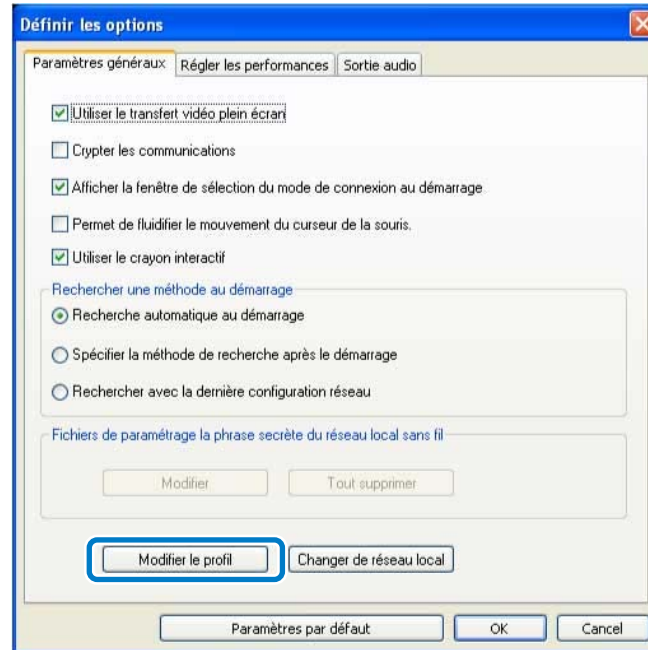 Définir les options
Paramètres généraux
Régler les performances
Sortie audio
Utiliser le transfert vidéo plein écran
Crypter les communications
Afficher la fenêtre de sélection du mode de connexion au démarrage
Permet de fluidifier le mouvement du curseur de la souris.
Utiliser le crayon interactif
Rechercher une méthode au démarrage
Recherche automatique au démarrage
Spécifier la méthode de recherche après le démarrage
Rechercher avec la dernière configuration réseau
Fichiers de paramétrage la phrase secrète du réseau local sans fil
Modifier
Tout supprimer
Modifier le profil
Changer de réseau local
Paramètres par défaut
OK
Cancel